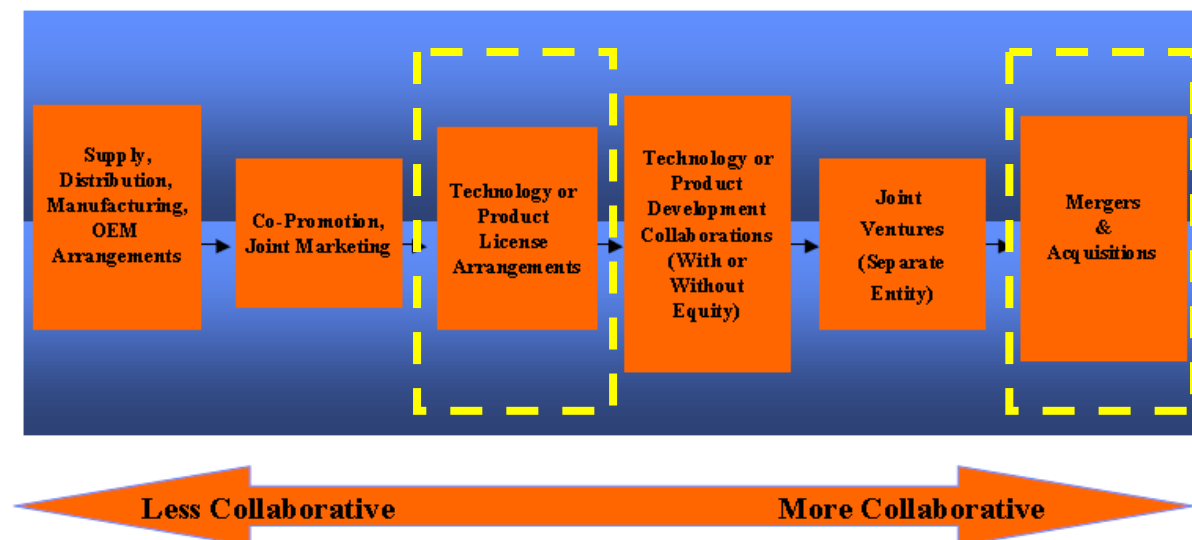 Supply,
Distribution,
Manufacturing,
OEM
Arrangements
Co-Promotion,
Joint Marketing
Technology or
Product
License
Arrangements
Technology or
Product
Development
Collaborations
(With or
Without
Equity)
Joint
Ventures
(Separate
Entity)
Mergers
&
Acquisitions
Less Collaborative
More Collaborative